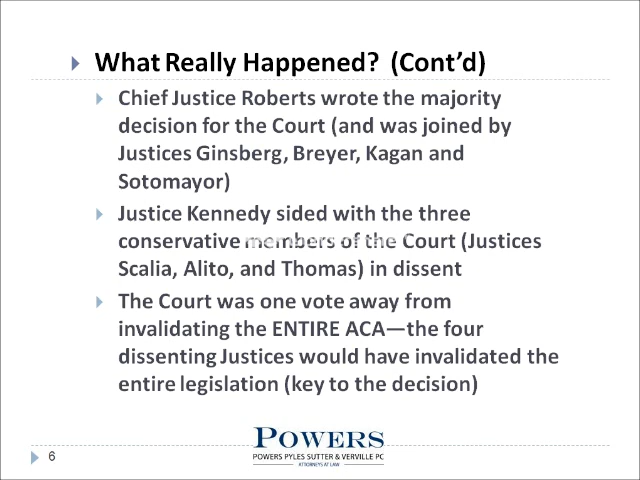 What Really Happened? (Cont’d)
Chief Justice Roberts wrote the majority
decision for the Court (and was joined by
Justices Ginsberg, Breyer, Kagan and
Sotomayor)
Justice Kennedy sided with the three
conservative members of the Court (Justices
Scalia, Alito, and Thomas) in dissent
The Court was one vote away from
invalidating the ENTIRE ACA—the four
dissenting Justices would have invalidated the
entire legislation (key to the decision)
POWERS
POWERS PYLES SUTTER & VERVILLE PC
ATTORNEYS AT LAW
6